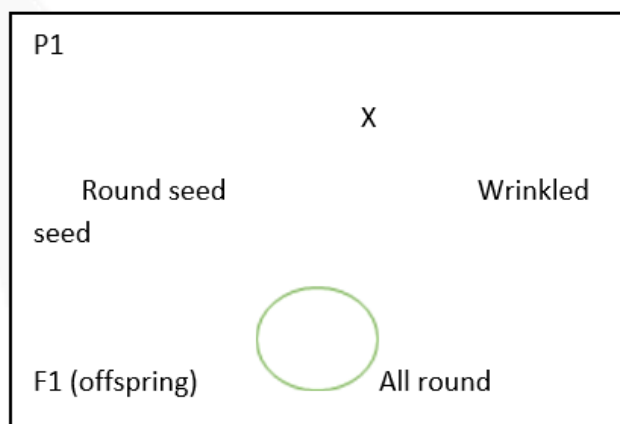 P1
X
Round seed Wrinkled
seed
F1 (offspring) All round